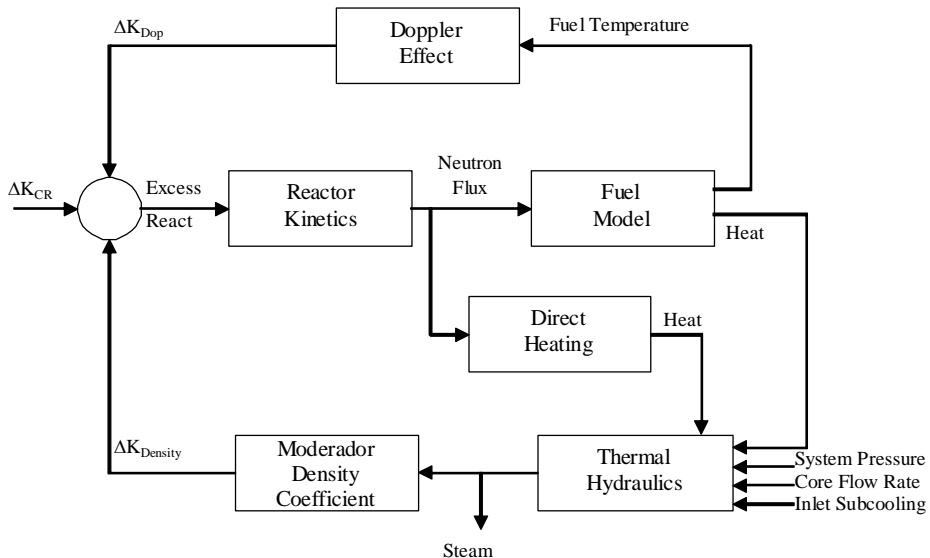 ΔK_Dop
Doppler
Effect
Fuel Temperature
ΔK_CR
Excess
React
Reactor
Kinetics
Neutron
Flux
Fuel
Model
Heat
Direct
Heating
Heat
ΔK_Density
Moderador
Density
Coefficient
Thermal
Hydraulics
System Pressure
Core Flow Rate
Inlet Subcooling
Steam